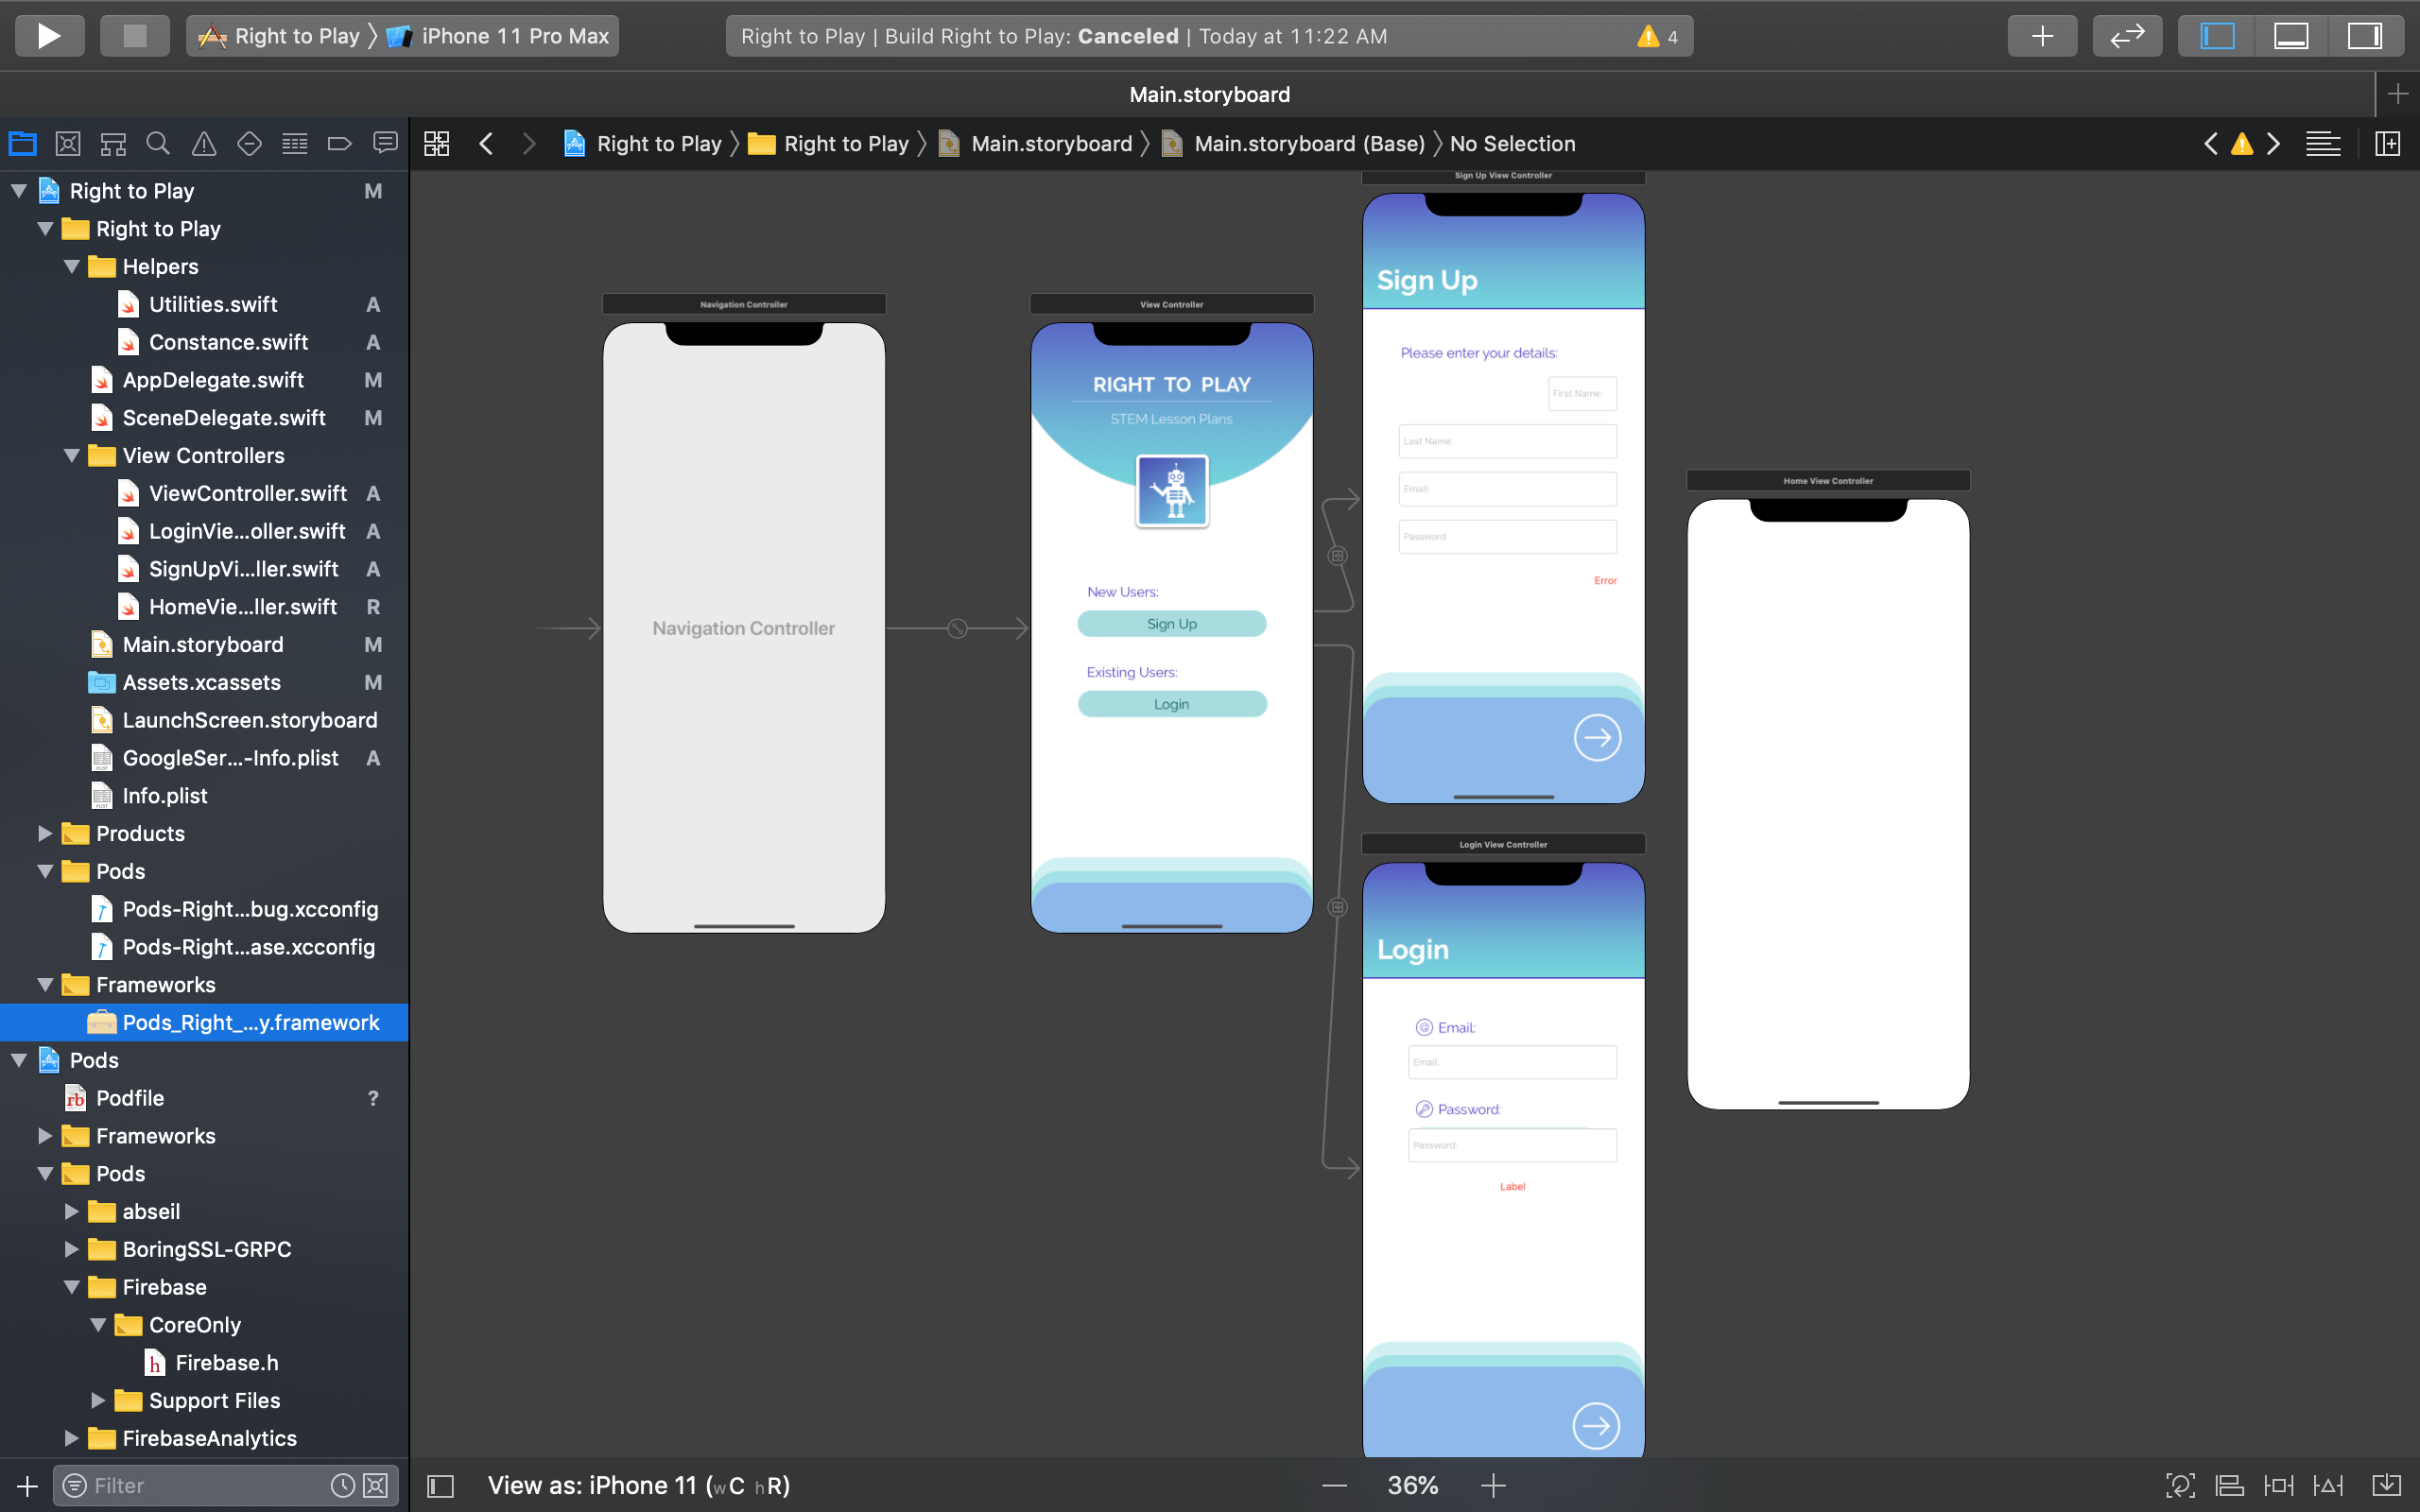 Right to Play 〉 iPhone 11 Pro Max
Right to Play | Build Right to Play: Canceled | Today at 11:22 AM
4
Main.storyboard
Right to Play 〉 Right to Play 〉 Main.storyboard 〉 Main.storyboard (Base) 〉 No Selection
Right to Play M
Right to Play
Helpers
Utilities.swift A
Constance.swift A
AppDelegate.swift M
SceneDelegate.swift M
View Controllers
ViewController.swift A
LoginVie...oller.swift A
SignUpVi...ller.swift A
HomeVie...ller.swift R
Main.storyboard M
Assets.xcassets M
LaunchScreen.storyboard
GoogleSer...-Info.plist A
Info.plist
Products
Pods
Pods-Right...bug.xcconfig
Pods-Right...ase.xcconfig
Frameworks
Pods_Right_...y.framework
Pods
rb Podfile ?
Frameworks
Pods
abseil
BoringSSL-GRPC
Firebase
CoreOnly
h Firebase.h
Support Files
FirebaseAnalytics
Filter
Navigation Controller
Navigation Controller
View Controller
RIGHT TO PLAY
STEM Lesson Plans
New Users:
Sign Up
Existing Users:
Login
Sign Up View Controller
Sign Up
Please enter your details:
First Name:
Last Name:
Email:
Password
Error
Login View Controller
Login
Email:
Email:
Password:
Password:
Label
Home View Controller
View as: iPhone 11 (wC hR)
36%